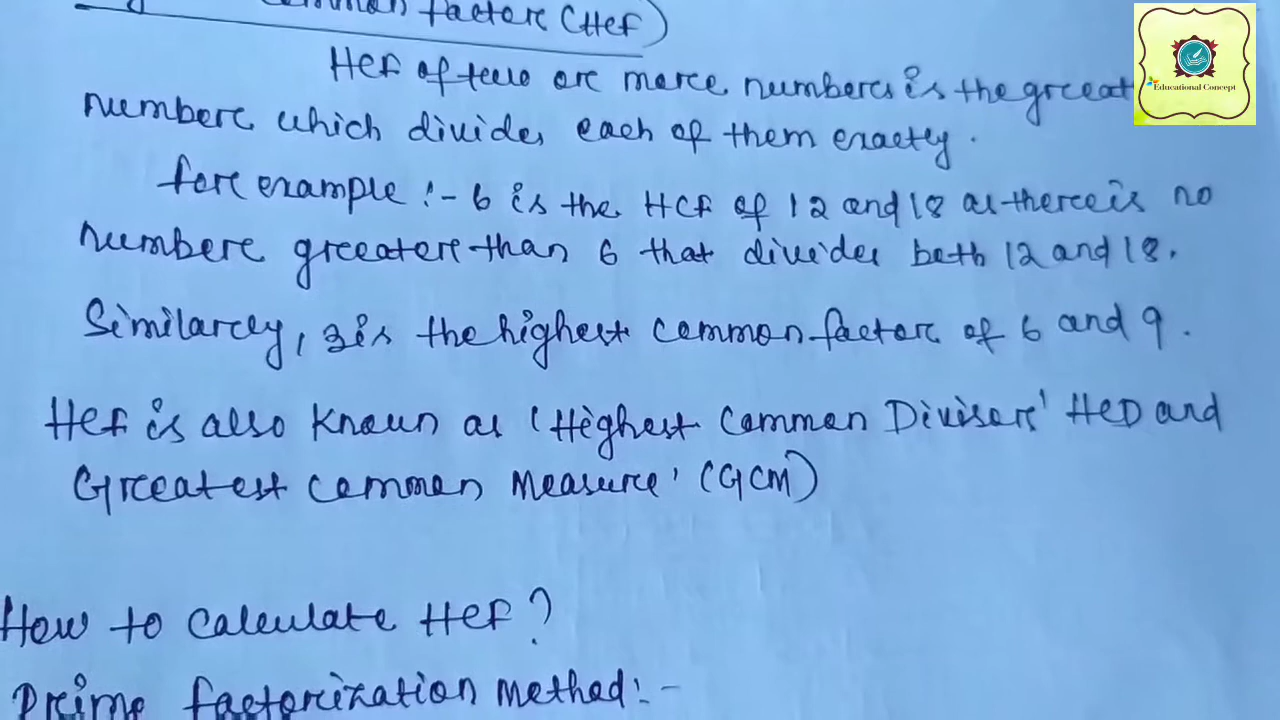 Common factor (HCF)
HCF of two or more numbers is the great
number which divides each of them exactly.
for example :- 6 is the HCF of 12 and 18 as there is no
number greater than 6 that divides both 12 and 18.
Similarly, 3 is the highest common factor of 6 and 9.
HCF is also known as 'Highest Common Divisor' HCD and
Greatest common Measure' (GCM)
How to calculate HCF?
Prime factorization method:-
Educational Concept